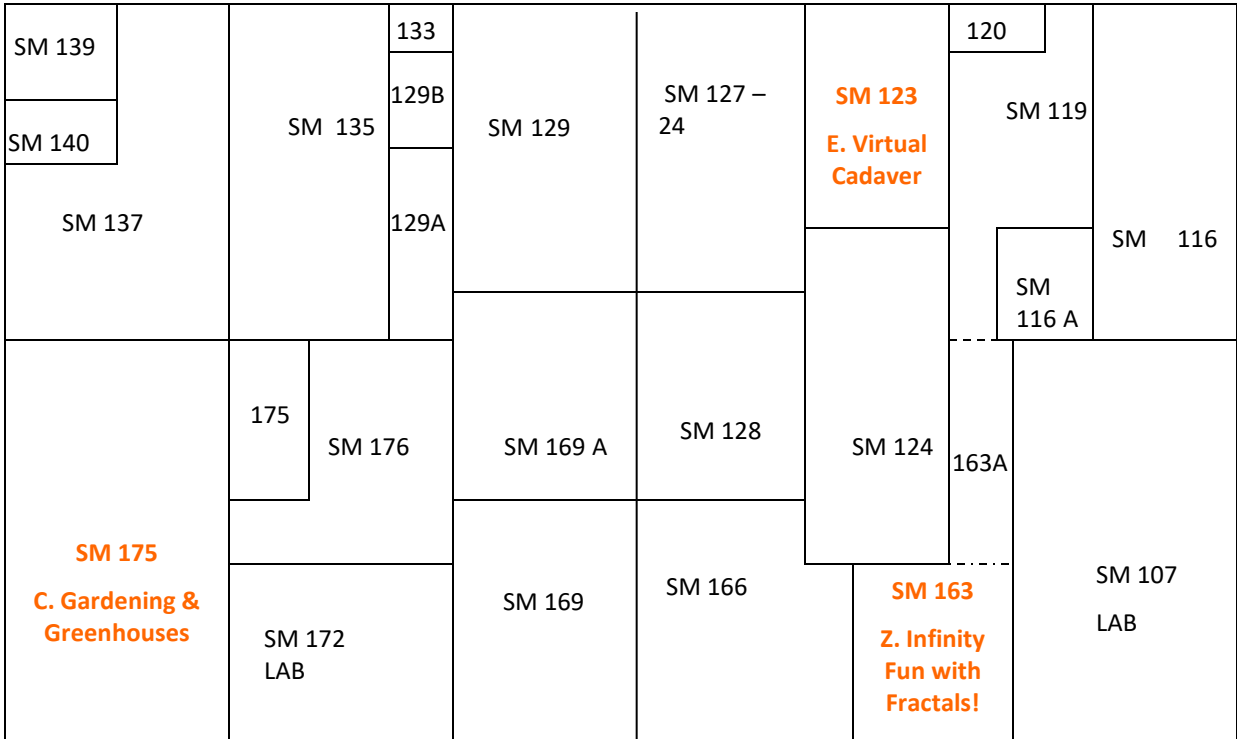 SM 139
SM 140
SM 137
SM 135
133
129B
129A
SM 129
SM 127 –
24
SM 123
E. Virtual
Cadaver
120
SM 119
SM 116
SM
116 A
175
SM 176
SM 169 A
SM 128
SM 124
163A
SM 175
C. Gardening &
Greenhouses
SM 172
LAB
SM 169
SM 166
SM 163
Z. Infinity
Fun with
Fractals!
SM 107
LAB